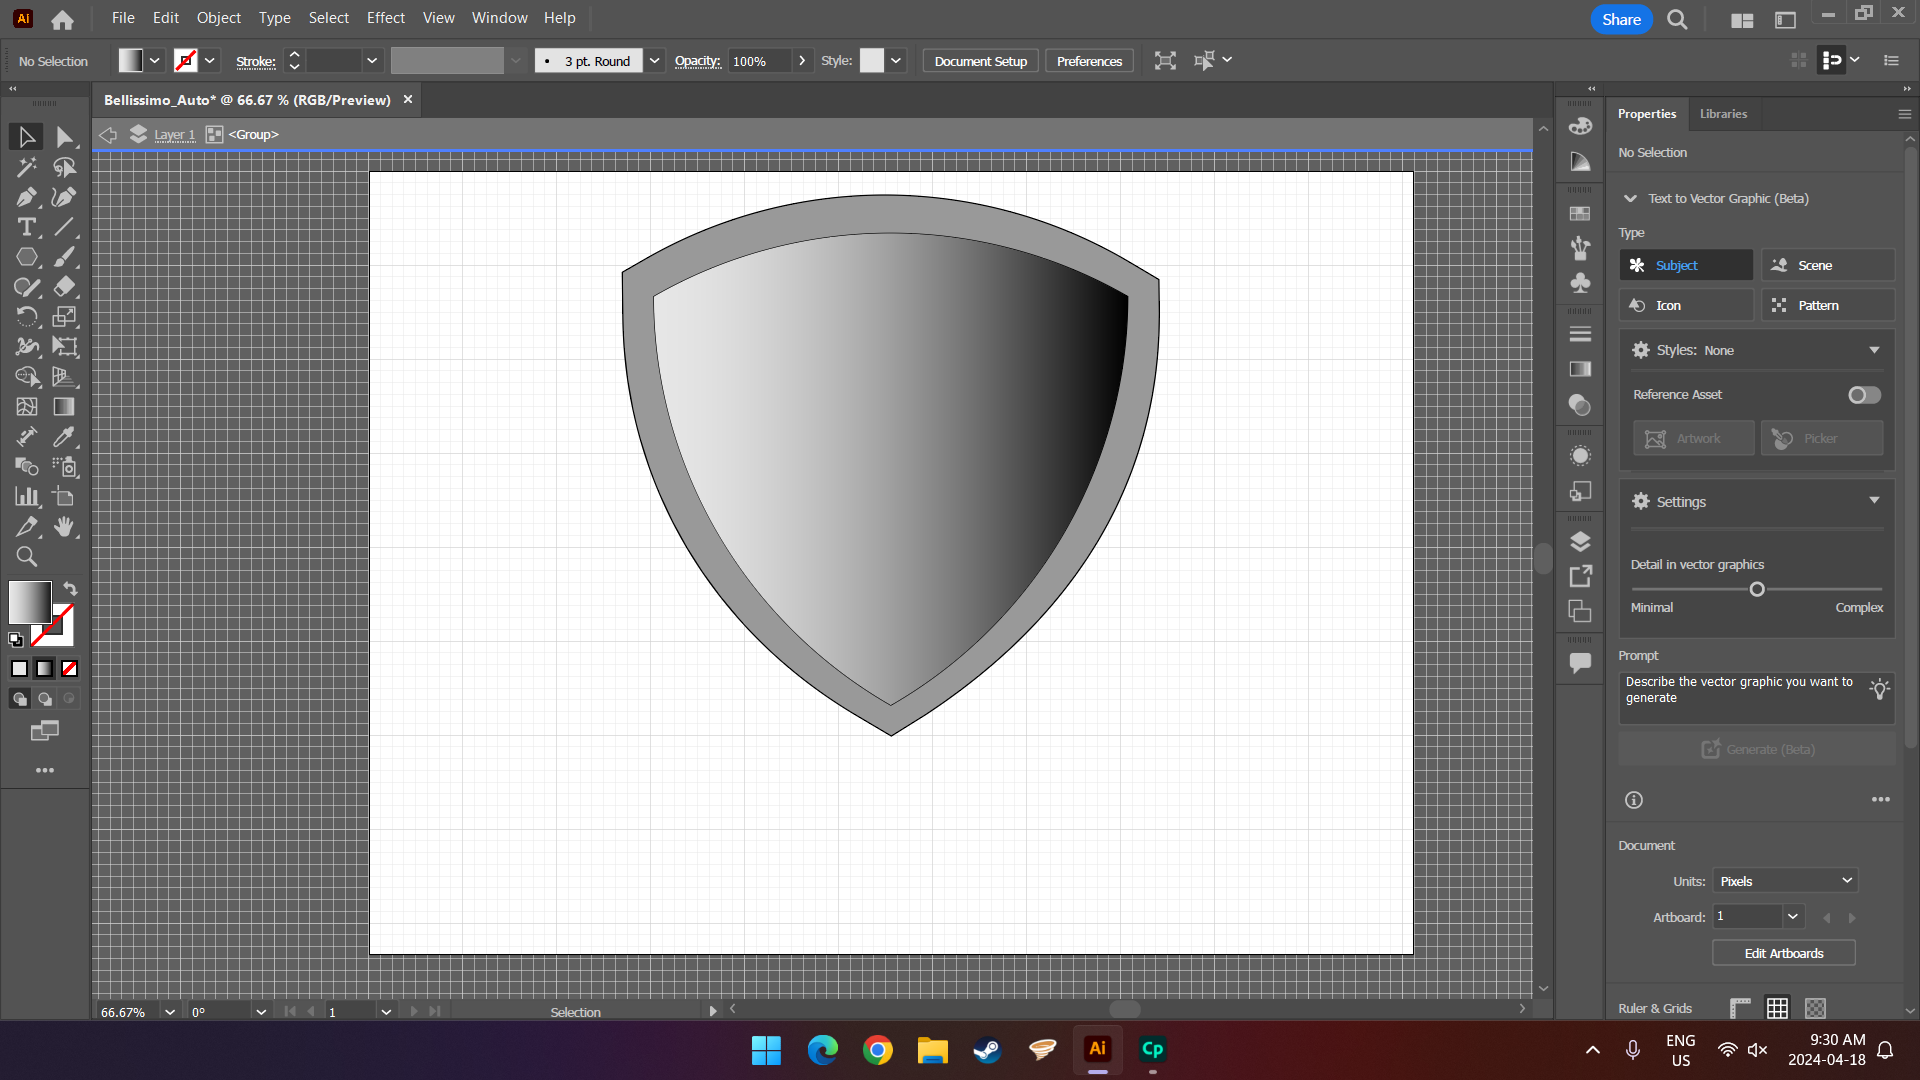 Ai File Edit Object Type Select Effect View Window Help Share
No Selection Stroke: 3 pt. Round Opacity: 100% Style: Document Setup Preferences
Bellissimo_Auto* @ 66.67 % (RGB/Preview) ×
Layer 1 <Group>
Properties Libraries
No Selection
Text to Vector Graphic (Beta)
Type
Subject Scene
Icon Pattern
Styles: None
Reference Asset
Artwork Picker
Settings
Detail in vector graphics
Minimal Complex
Prompt
Describe the vector graphic you want to
generate
Generate (Beta)
Document
Units: Pixels
Artboard: 1
Edit Artboards
Ruler & Grids
66.67% 0° 1 Selection
Ai Cp
ENG
US
9:30 AM
2024-04-18